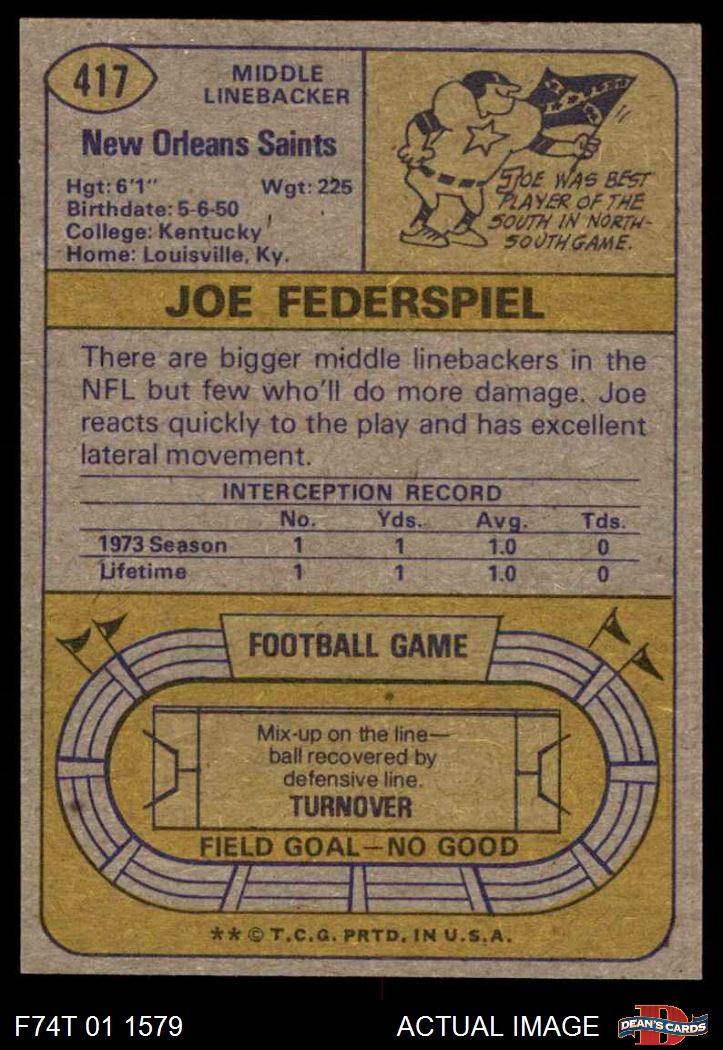 417
MIDDLE
LINEBACKER
New Orleans Saints
Hgt: 6'1" Wgt: 225
Birthdate: 5-6-50
College: Kentucky
Home: Louisville, Ky.
JOE WAS BEST
PLAYER OF THE
SOUTH IN NORTH-
SOUTH GAME.
JOE FEDERSPIEL
There are bigger middle linebackers in the
NFL but few who'll do more damage. Joe
reacts quickly to the play and has excellent
lateral movement.
INTERCEPTION RECORD
No. Yds. Avg. Tds.
1973 Season 1 1 1.0 0
Lifetime 1 1 1.0 0
FOOTBALL GAME
Mix-up on the line—
ball recovered by
defensive line.
TURNOVER
FIELD GOAL—NO GOOD
** © T.C.G. PRTD. IN U.S.A.
F74T 01 1579 ACTUAL IMAGE
D
DEAN'S CARDS